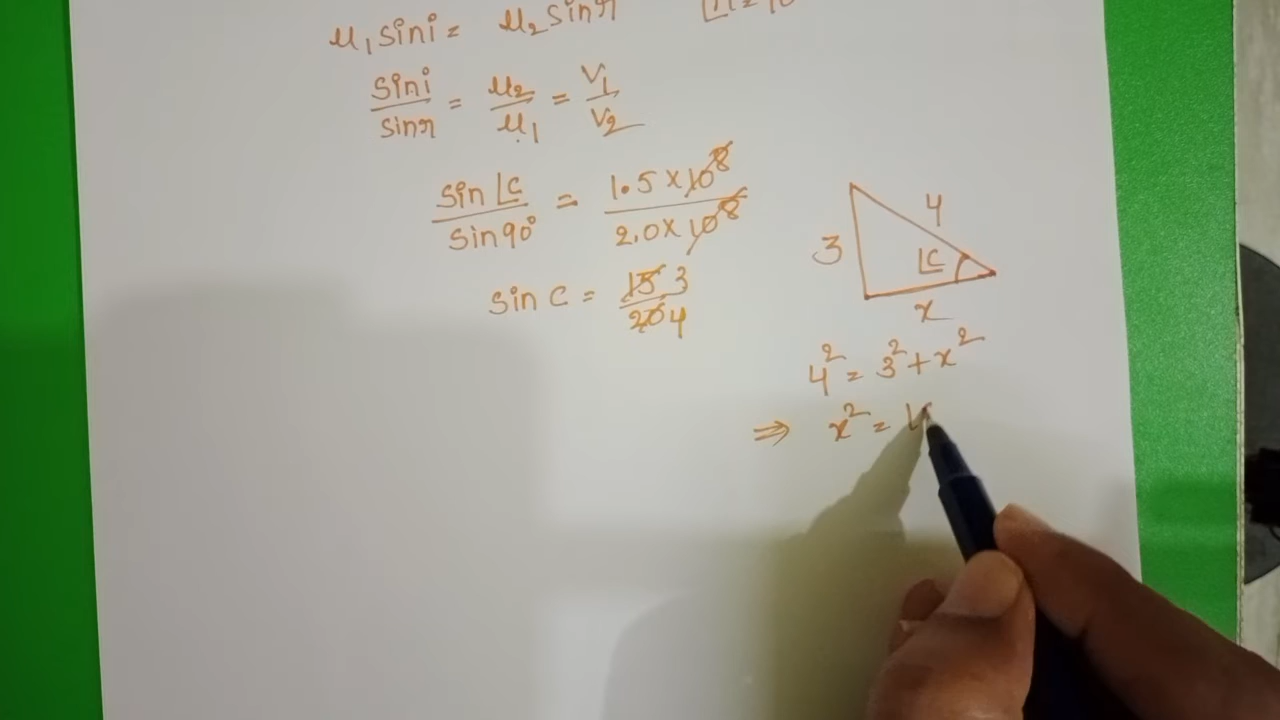 μ₁ sin i = μ₂ sin r
sin i / sin r = μ₂ / μ₁ = V₁ / V₂
sin ∠C / sin 90° = 1.5 × 10⁸ / 2.0 × 10⁸
sin C = 15 3 / 20 4
3
4
∠C
x
4² = 3² + x²
⇒ x² =